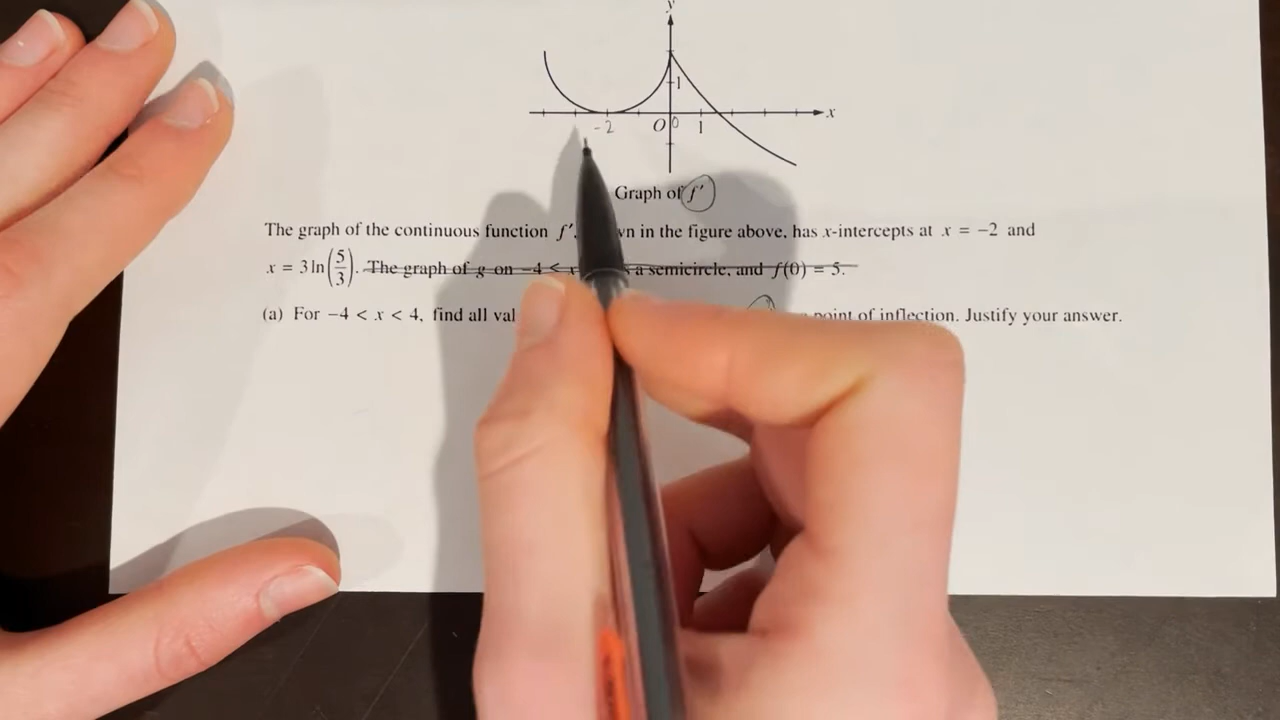 y
1
x
-2 O 0 1
Graph of f′
The graph of the continuous function f′, wn in the figure above, has x-intercepts at x = −2 and
x = 3 ln(5/3). The graph of g on −4 < x a semicircle, and f(0) = 5.
(a) For −4 < x < 4, find all val point of inflection. Justify your answer.